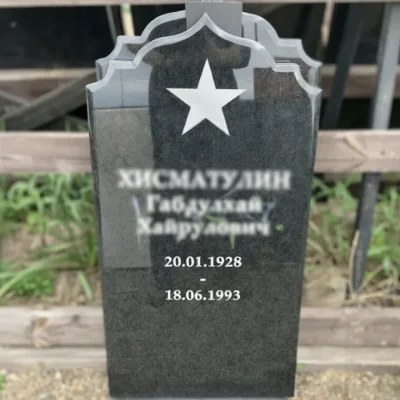 ХИСМАТУЛИН
Габдулхай
Хайрулович
20.01.1928
-
18.06.1993